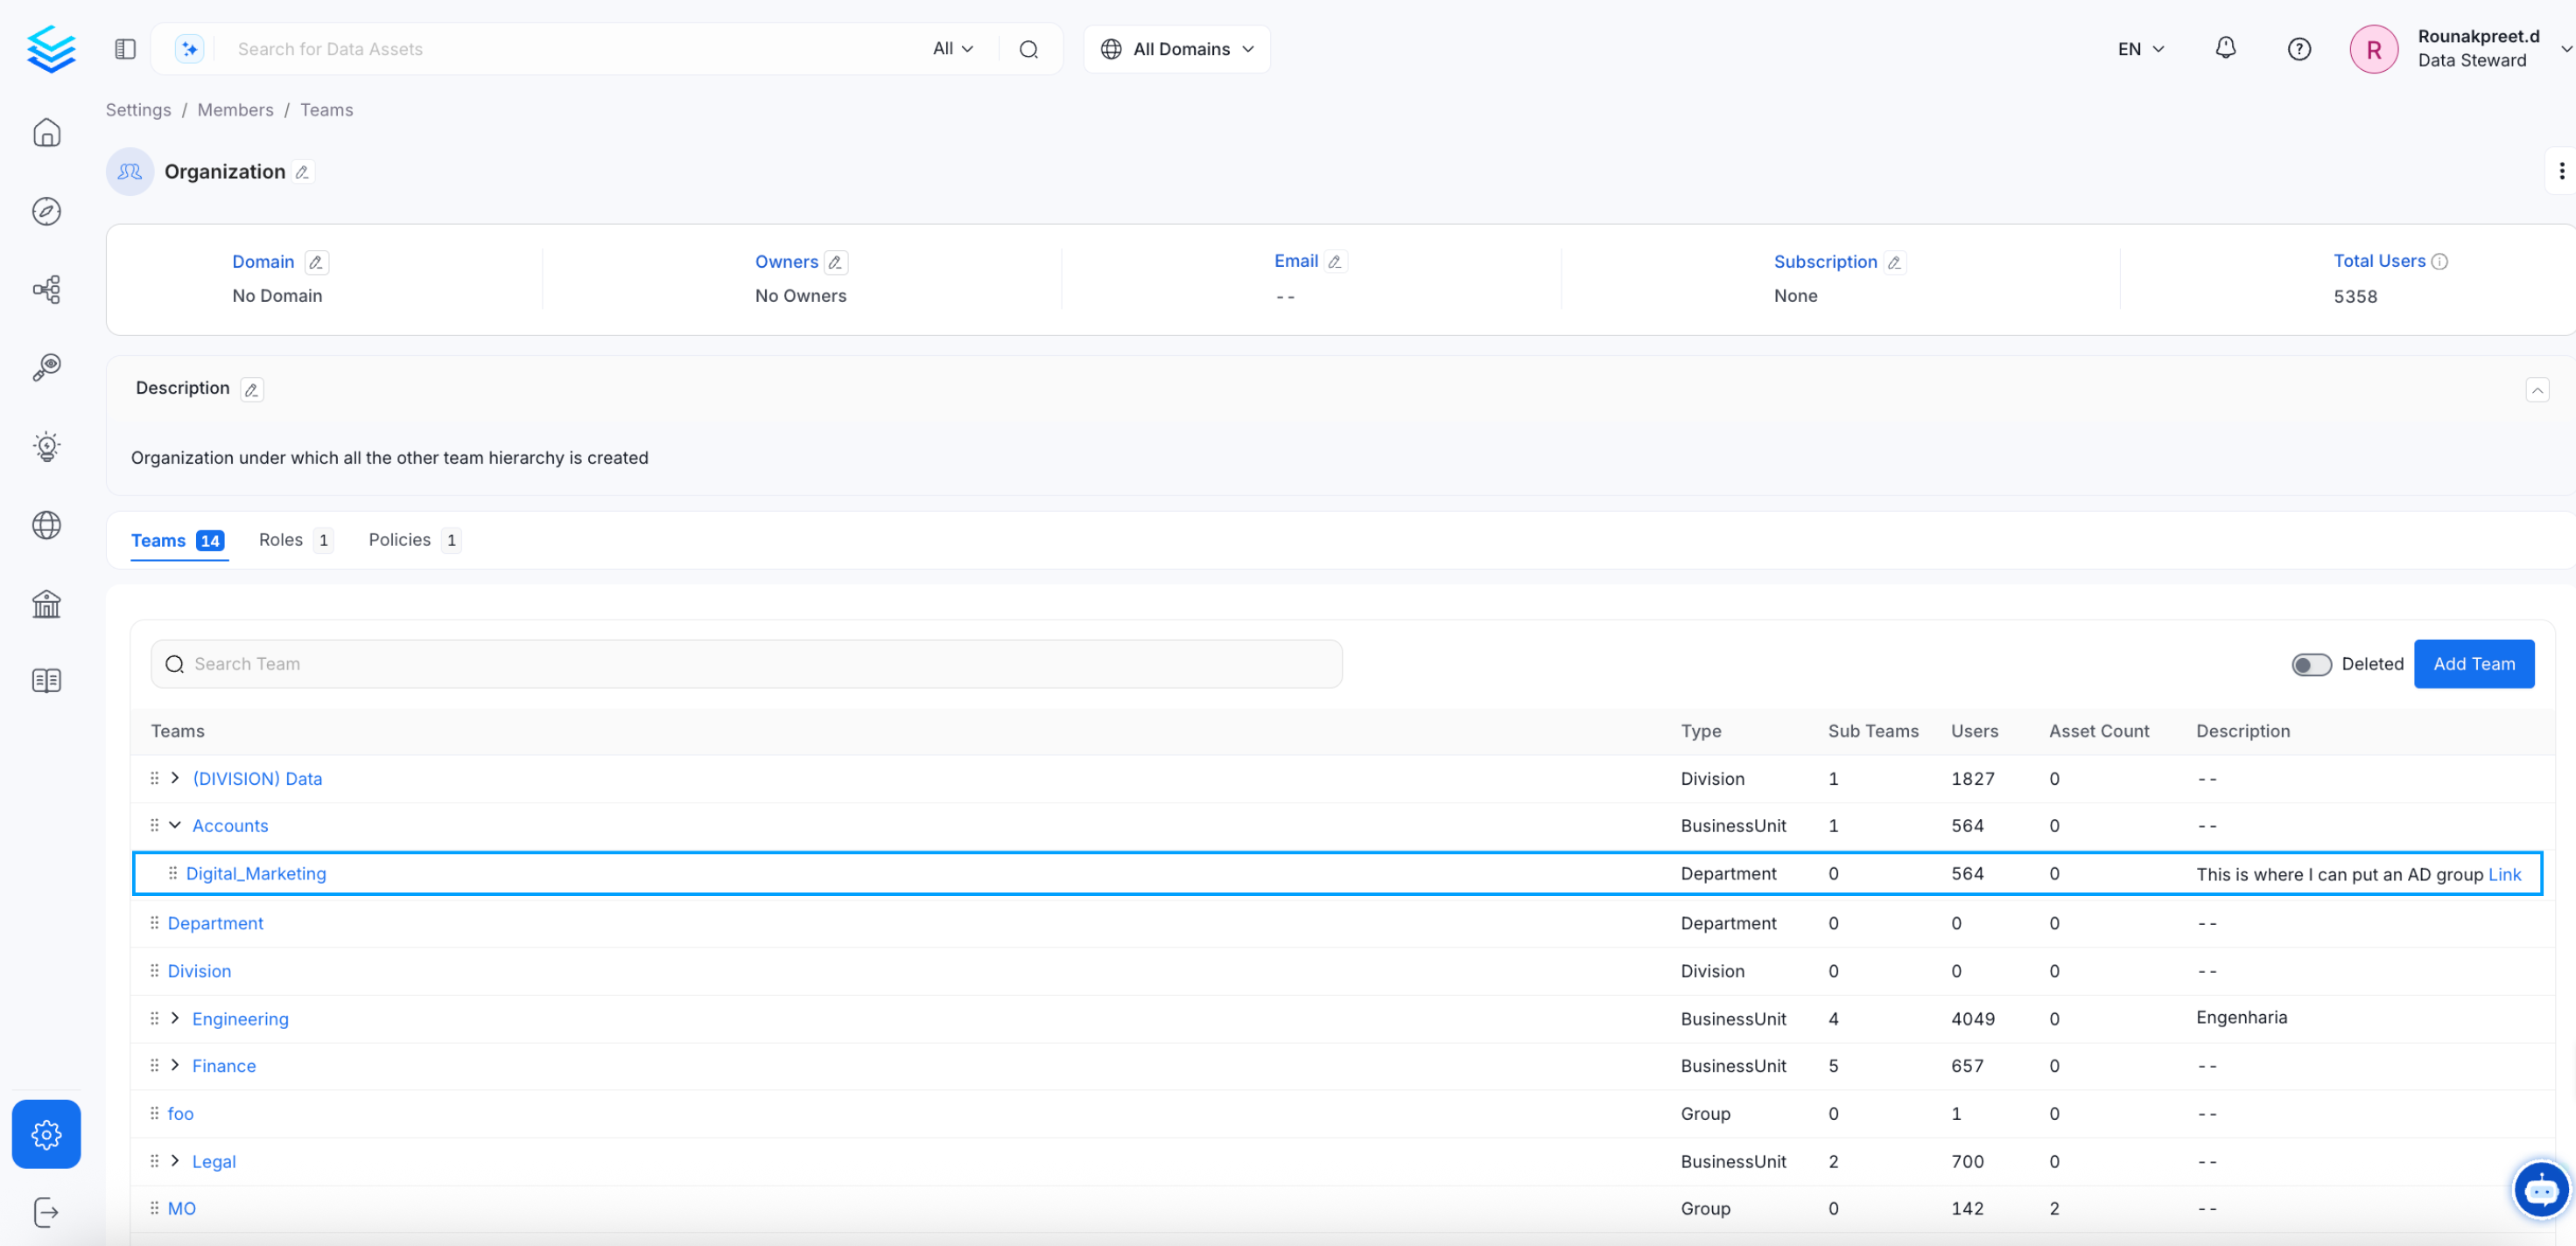 Search for Data Assets All All Domains EN Rounakpreet.d
Data Steward
Settings / Members / Teams
Organization
Domain Owners Email Subscription Total Users
No Domain No Owners -- None 5358
Description
Organization under which all the other team hierarchy is created
Teams 14 Roles 1 Policies 1
Search Team Deleted Add Team
Teams Type Sub Teams Users Asset Count Description
(DIVISION) Data Division 1 1827 0 --
Accounts BusinessUnit 1 564 0 --
Digital_Marketing Department 0 564 0 This is where I can put an AD group Link
Department Department 0 0 0 --
Division Division 0 0 0 --
Engineering BusinessUnit 4 4049 0 Engenharia
Finance BusinessUnit 5 657 0 --
foo Group 0 1 0 --
Legal BusinessUnit 2 700 0 --
MO Group 0 142 2 --
R